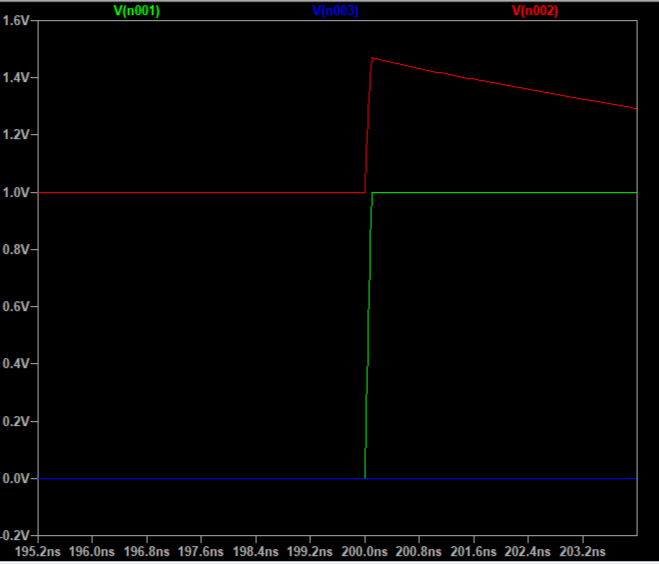 V(n001) V(n003) V(n002)
1.6V
1.4V
1.2V
1.0V
0.8V
0.6V
0.4V
0.2V
0.0V
-0.2V
195.2ns 196.0ns 196.8ns 197.6ns 198.4ns 199.2ns 200.0ns 200.8ns 201.6ns 202.4ns 203.2ns